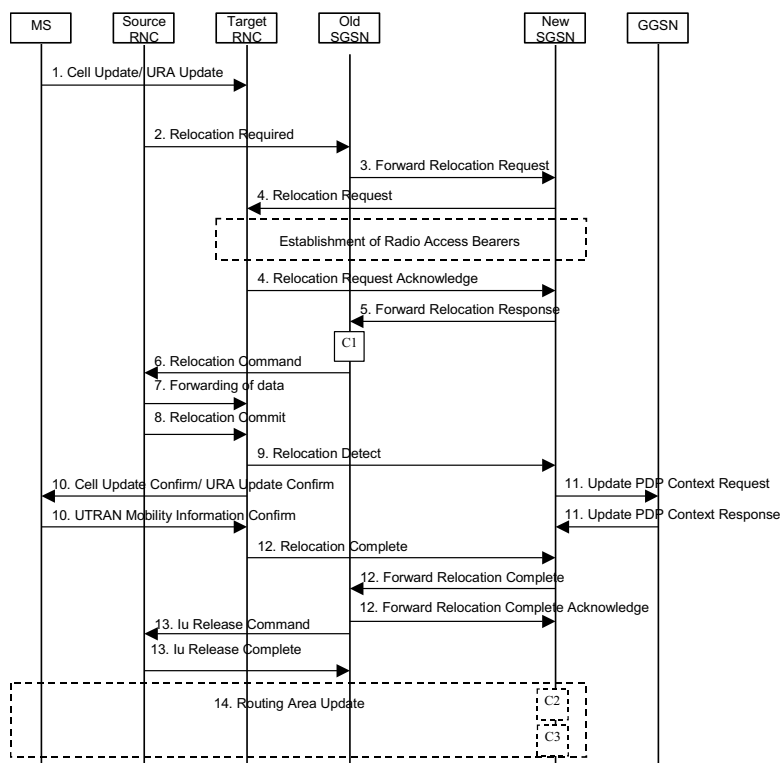 MS
Source
RNC
Target
RNC
Old
SGSN
New
SGSN
GGSN
1. Cell Update/ URA Update
2. Relocation Required
3. Forward Relocation Request
4. Relocation Request
Establishment of Radio Access Bearers
4. Relocation Request Acknowledge
5. Forward Relocation Response
C1
6. Relocation Command
7. Forwarding of data
8. Relocation Commit
9. Relocation Detect
10. Cell Update Confirm/ URA Update Confirm
11. Update PDP Context Request
10. UTRAN Mobility Information Confirm
11. Update PDP Context Response
12. Relocation Complete
12. Forward Relocation Complete
12. Forward Relocation Complete Acknowledge
13. Iu Release Command
13. Iu Release Complete
14. Routing Area Update
C2
C3